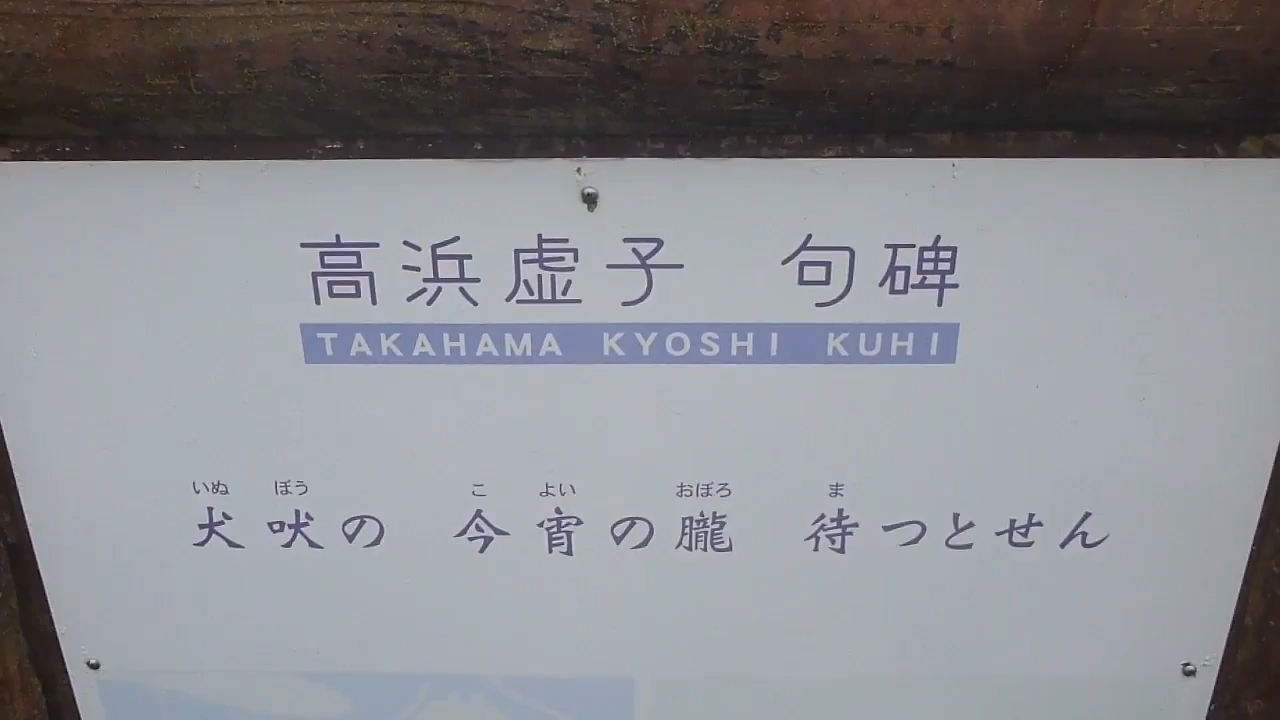 高浜虚子 句碑
TAKAHAMA KYOSHI KUHI
いぬ ぼう こ よい おぼろ ま
犬吠の 今宵の朧 待つとせん